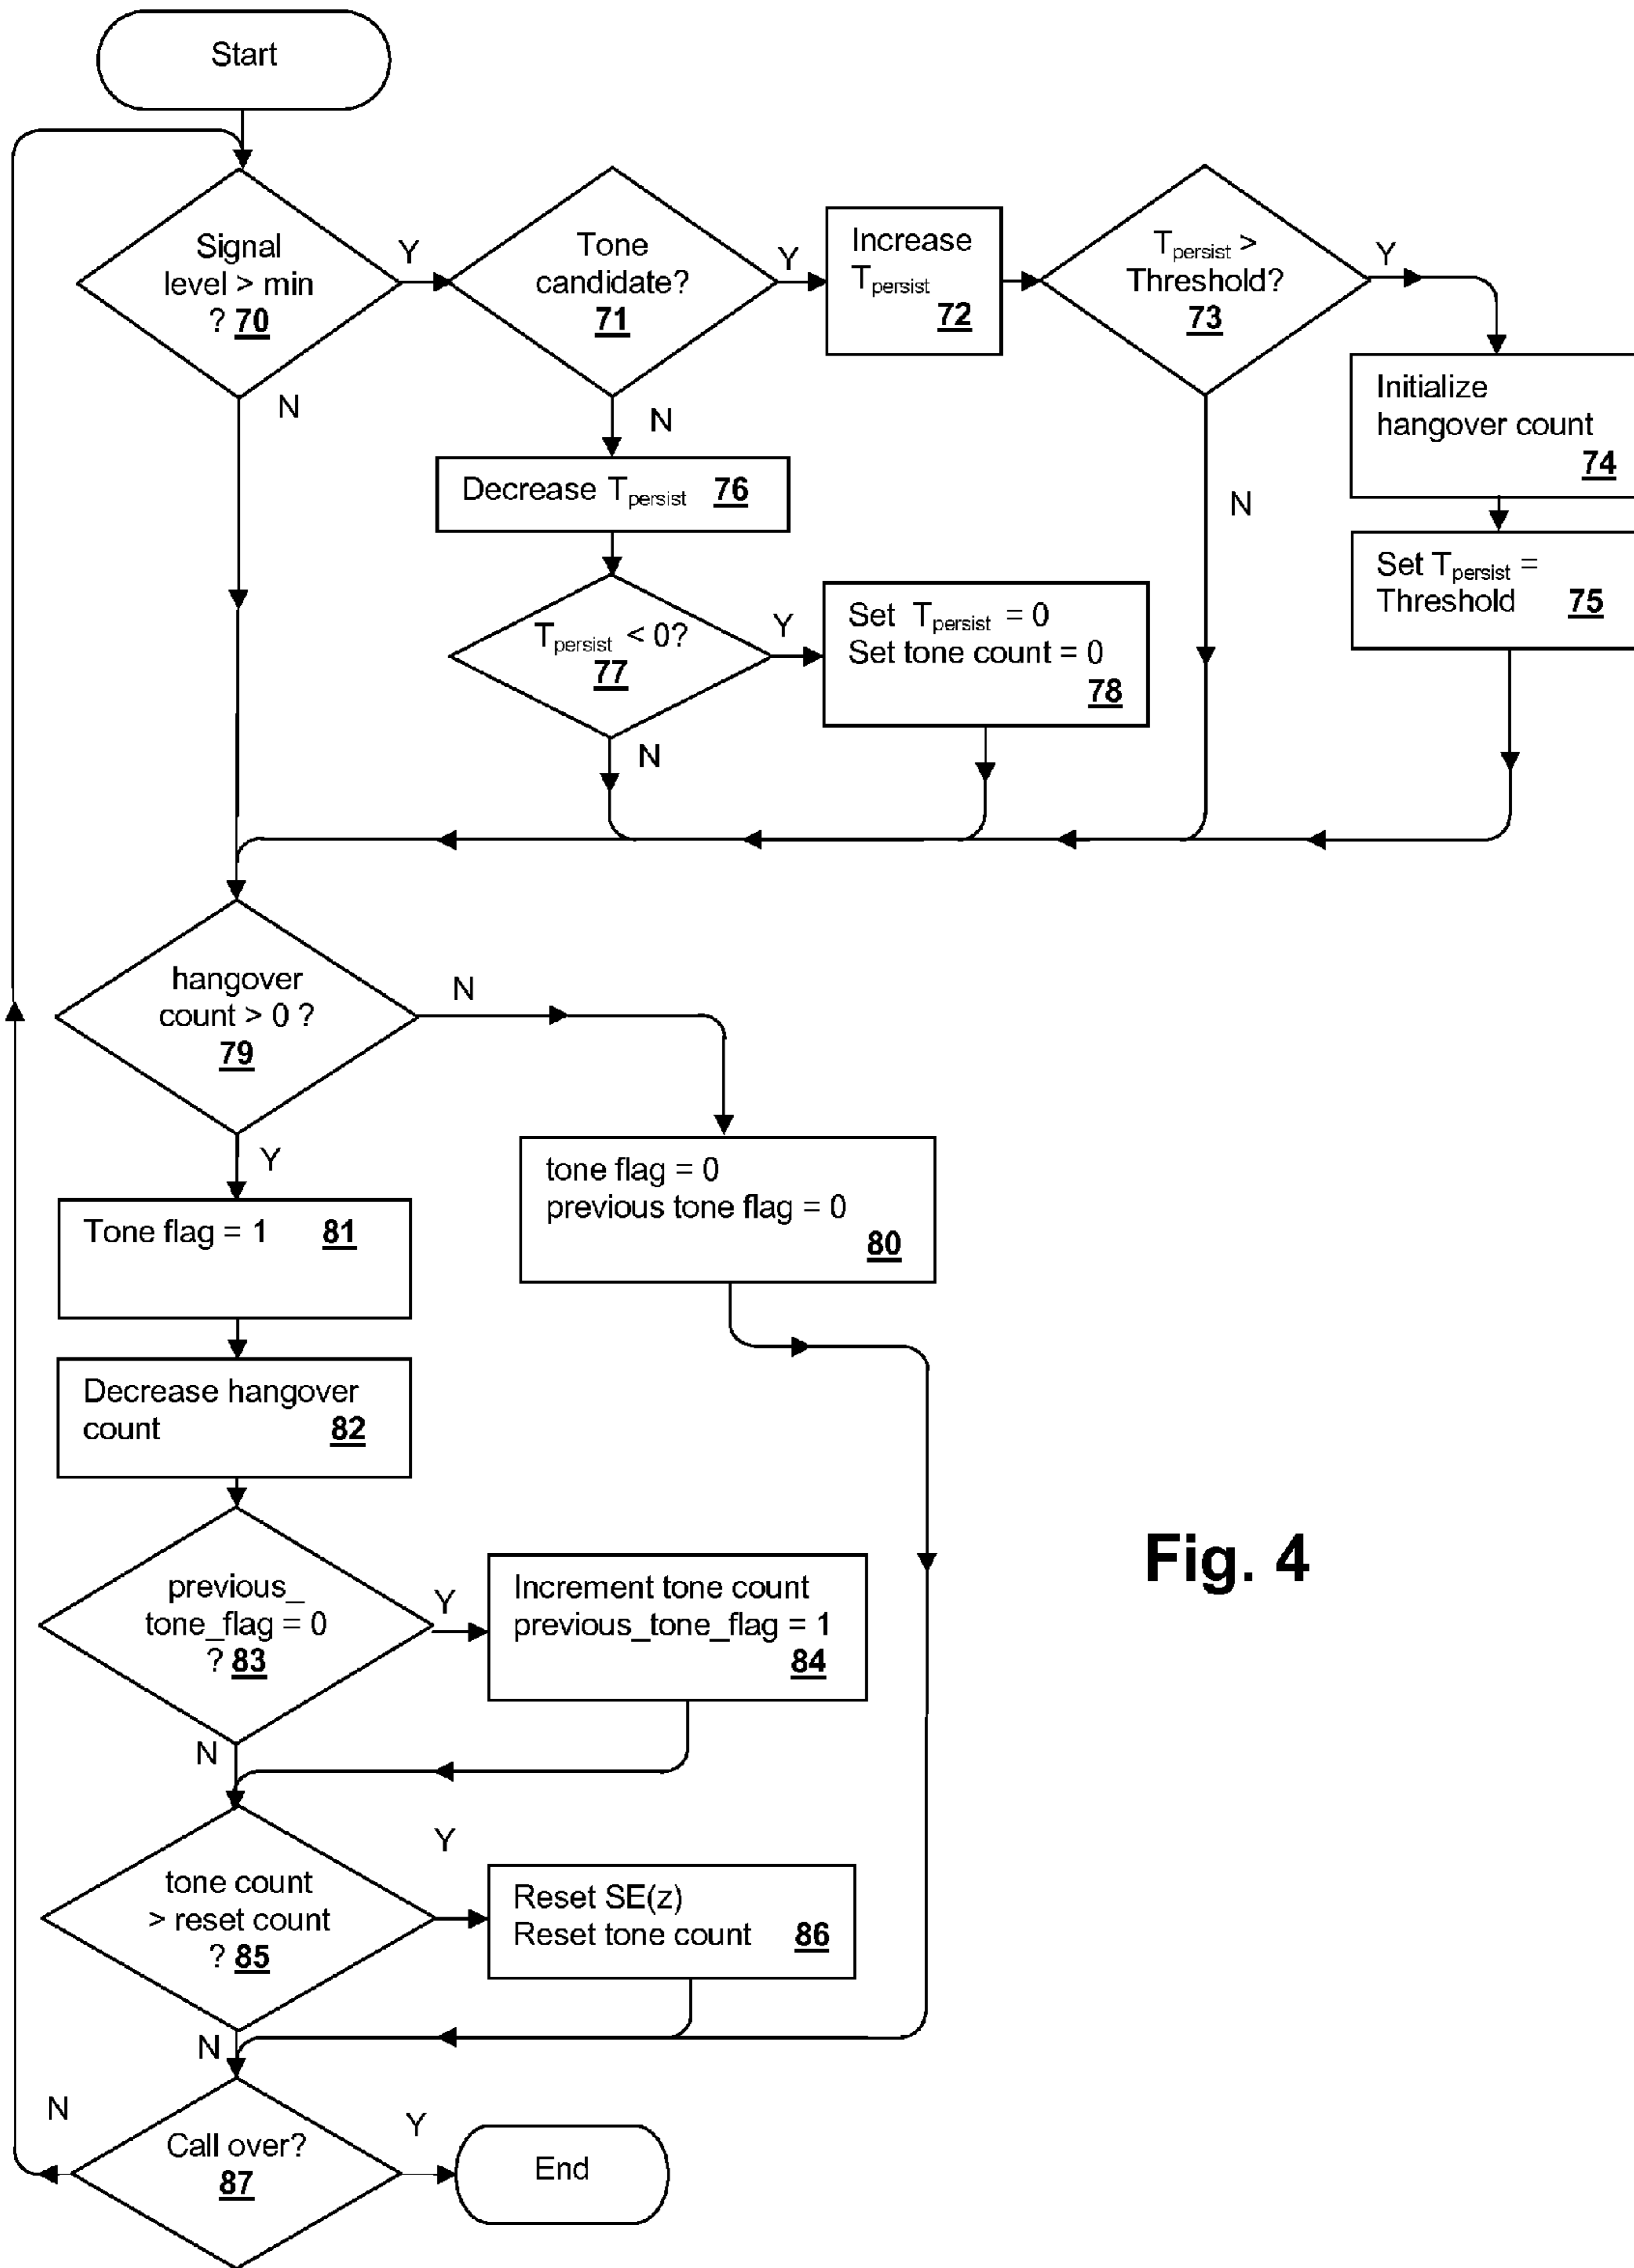 Start
Signal
level > min
? 70
Y
N
Tone
candidate?
71
Y
N
Increase
Tpersist
72
Tpersist >
Threshold?
73
Y
N
Initialize
hangover count
74
Set Tpersist =
Threshold 75
Decrease Tpersist 76
Tpersist < 0?
77
Y
N
Set Tpersist = 0
Set tone count = 0
78
hangover
count > 0 ?
79
N
Y
tone flag = 0
previous tone flag = 0
80
Tone flag = 1 81
Decrease hangover
count 82
previous_
tone_flag = 0
? 83
Y
N
Increment tone count
previous_tone_flag = 1
84
Fig. 4
tone count
> reset count
? 85
Y
N
Reset SE(z)
Reset tone count 86
Call over?
87
N
Y
End